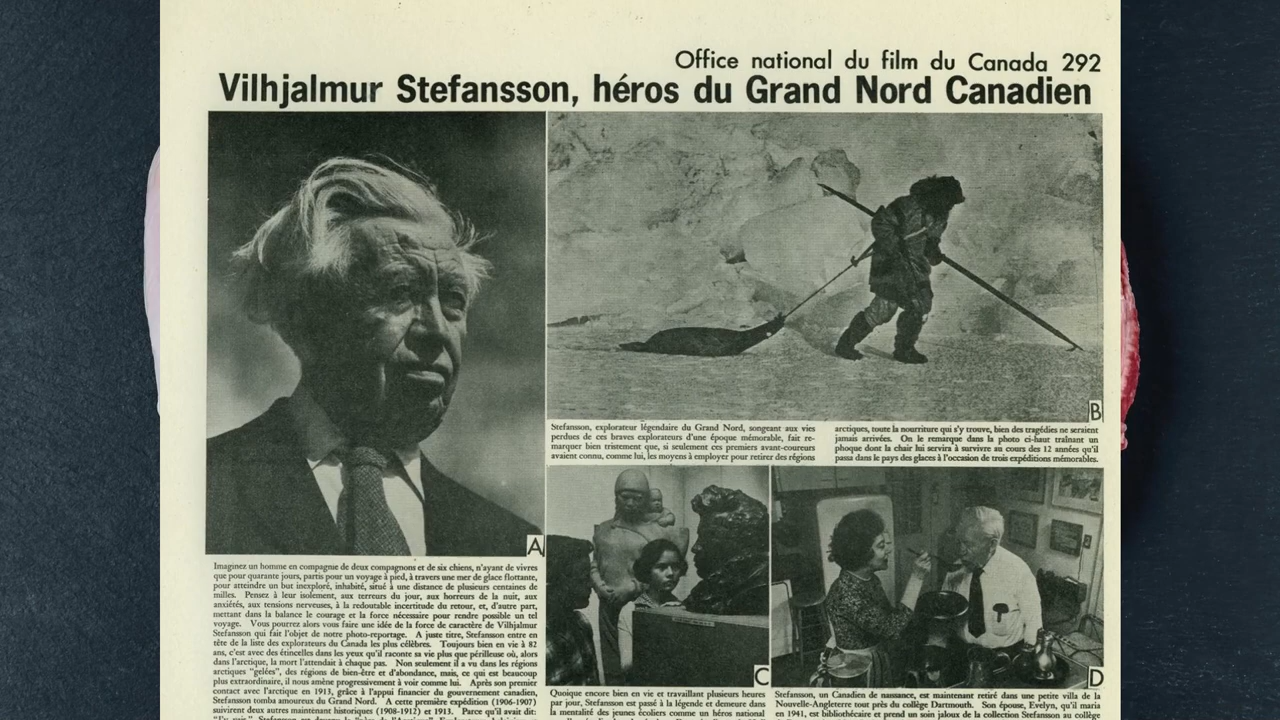 Office national du film du Canada 292
Vilhjalmur Stefansson, héros du Grand Nord Canadien
A
Imaginez un homme en compagnie de deux compagnons et de six chiens, n'ayant de vivres
que pour quarante jours, partis pour un voyage à pied, à travers une mer de glace flottante,
pour atteindre un but inexploré, inhabité, situé à une distance de plusieurs centaines de
milles. Pensez à leur isolement, aux terreurs du jour, aux horreurs de la nuit, aux
anxiétés, aux tensions nerveuses, à la redoutable incertitude du retour, et, d'autre part,
mettant dans la balance le courage et la force nécessaire pour rendre possible un tel
voyage. Vous pourrez alors vous faire une idée de la force de caractère de Vilhjalmur
Stefansson qui fait l'objet de notre photo-reportage. A juste titre, Stefansson entre en
tête de la liste des explorateurs du Canada les plus célèbres. Toujours bien en vie à 82
ans, c'est avec des étincelles dans les yeux qu'il raconte sa vie plus que périlleuse où, alors
dans l'arctique, la mort l'attendait à chaque pas. Non seulement il a vu dans les régions
arctiques "gelées", des régions de bien-être et d'abondance, mais, ce qui est beaucoup
plus extraordinaire, il nous amène progressivement à voir comme lui. Après son premier
contact avec l'arctique en 1913, grâce à l'appui financier du gouvernement canadien,
Stefansson tomba amoureux du Grand Nord. A cette première expédition (1906-1907)
suivirent deux autres maintenant historiques (1908-1912) et 1913. Parce qu'il avait dit:
B
Stefansson, explorateur légendaire du Grand Nord, songeant aux vies
perdues de ces braves explorateurs d'une époque mémorable, fait re-
marquer bien tristement que, si seulement ces premiers avant-coureurs
avaient connu, comme lui, les moyens à employer pour retirer des régions
arctiques, toute la nourriture qui s'y trouve, bien des tragédies ne seraient
jamais arrivées. On le remarque dans la photo ci-haut traînant un
phoque dont la chair lui servira à survivre au cours des 12 années qu'il
passa dans le pays des glaces à l'occasion de trois expéditions mémorables.
C
Quoique encore bien en vie et travaillant plusieurs heures
par jour, Stefansson est passé à la légende et demeure dans
la mentalité des jeunes écoliers comme un héros national
D
Stefansson, un Canadien de naissance, est maintenant retiré dans une petite villa de la
Nouvelle-Angleterre tout près du collège Dartmouth. Son épouse, Evelyn, qu'il maria
en 1941, est bibliothécaire et prend un soin jaloux de la collection Stefansson au collège